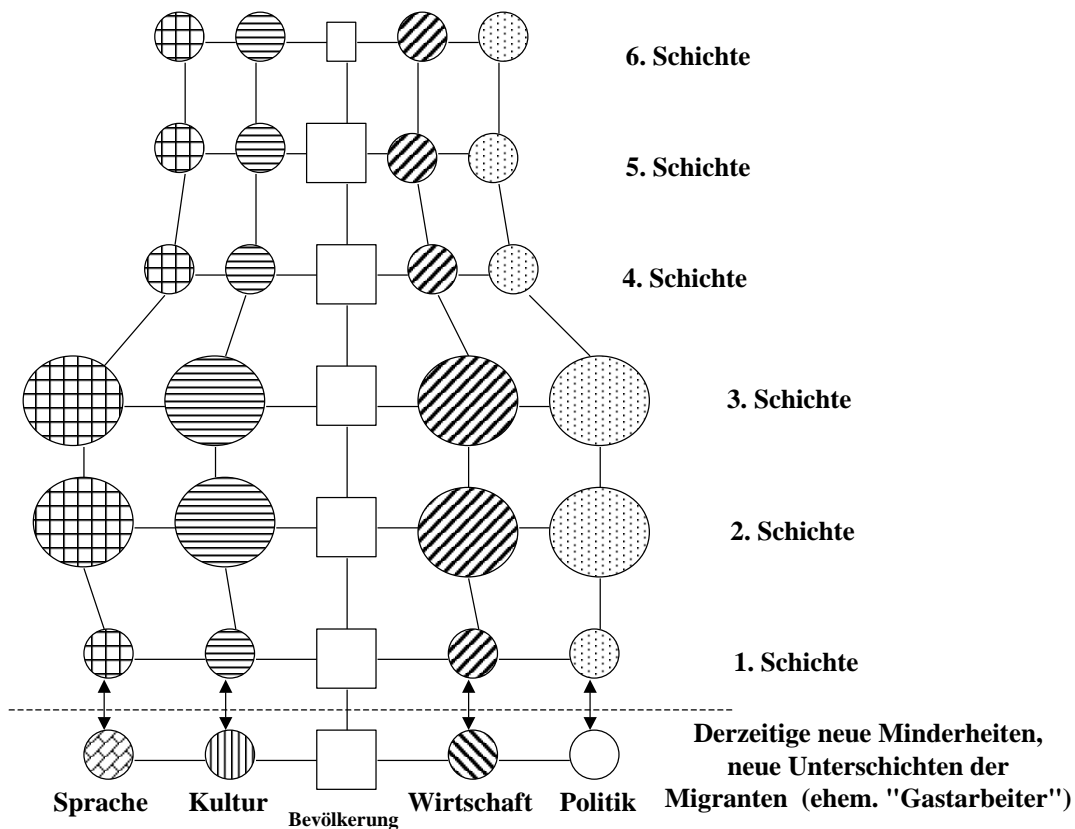 6. Schichte
5. Schichte
4. Schichte
3. Schichte
2. Schichte
1. Schichte
Derzeitige neue Minderheiten,
neue Unterschichten der
Migranten (ehem. "Gastarbeiter")
Sprache Kultur Bevölkerung Wirtschaft Politik